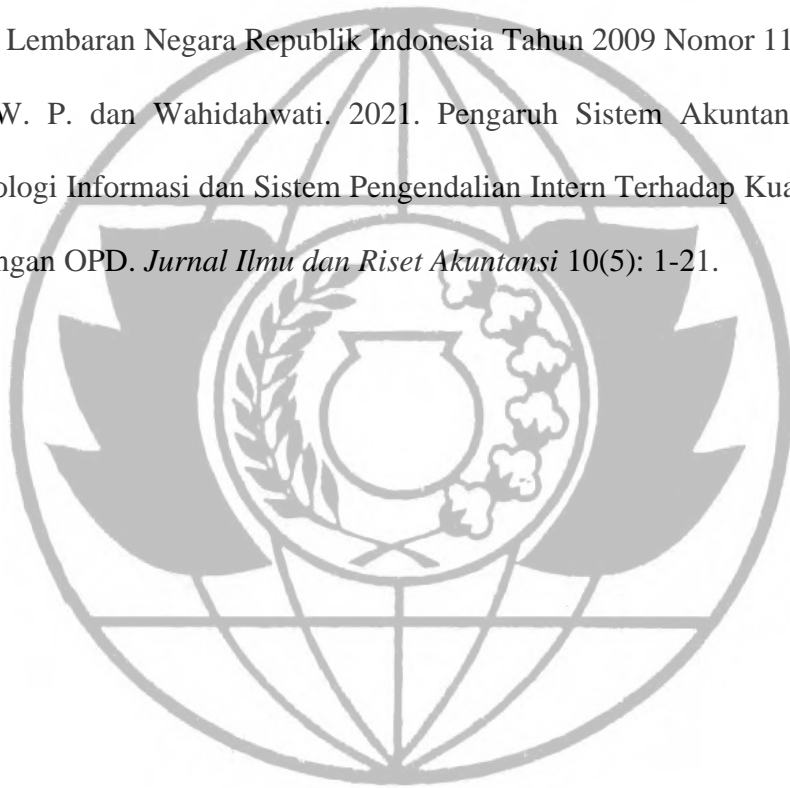 Lembaran Negara Republik Indonesia Tahun 2009 Nomor 11
W. P. dan Wahidahwati. 2021. Pengaruh Sistem Akuntan
ologi Informasi dan Sistem Pengendalian Intern Terhadap Kua
ngan OPD. Jurnal Ilmu dan Riset Akuntansi 10(5): 1-21.